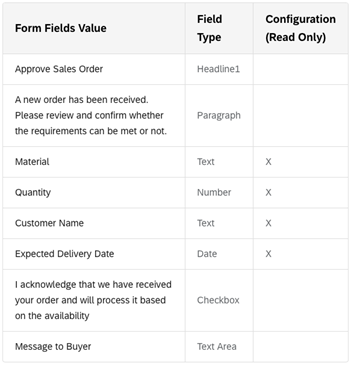 Form Fields Value Field Type Configuration (Read Only)
Approve Sales Order Headline1
A new order has been received.
Please review and confirm whether Paragraph
the requirements can be met or not.
Material Text X
Quantity Number X
Customer Name Text X
Expected Delivery Date Date X
I acknowledge that we have received
your order and will process it based Checkbox
on the availability
Message to Buyer Text Area